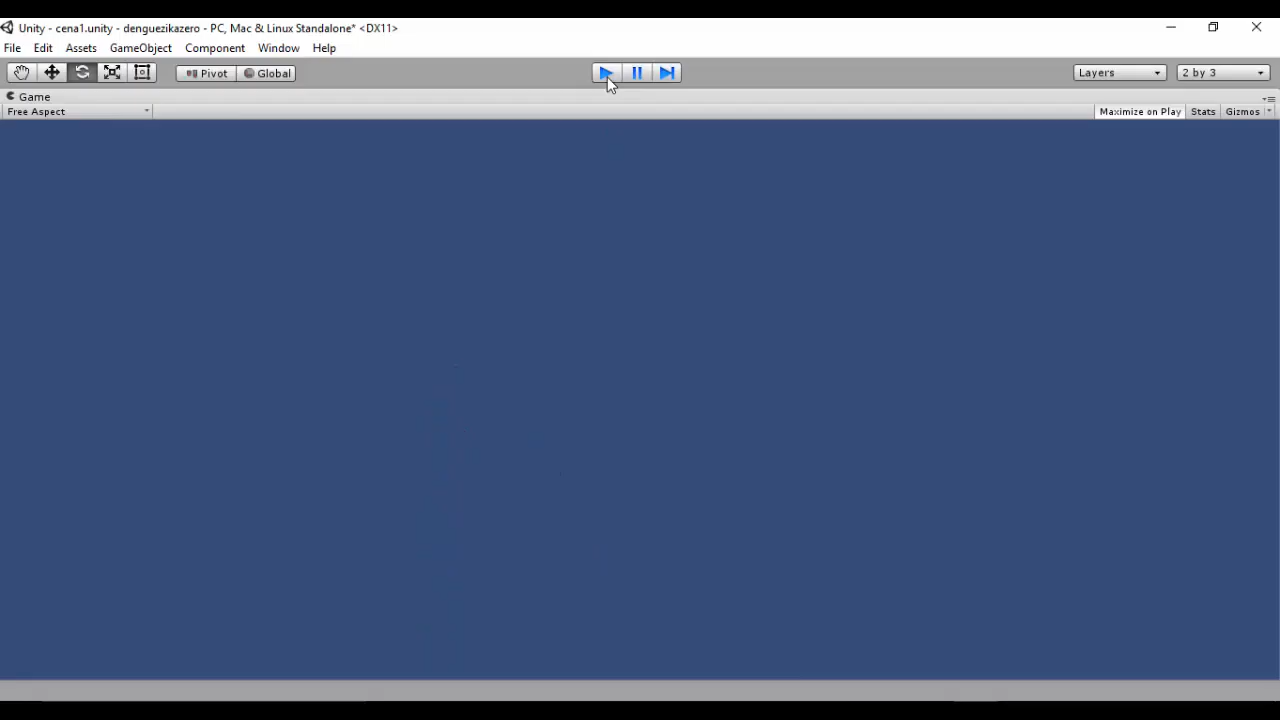 Unity - cena1.unity - denguezikazero - PC, Mac & Linux Standalone* <DX11>
File Edit Assets GameObject Component Window Help
Pivot Global Layers 2 by 3
Game
Free Aspect Maximize on Play Stats Gizmos